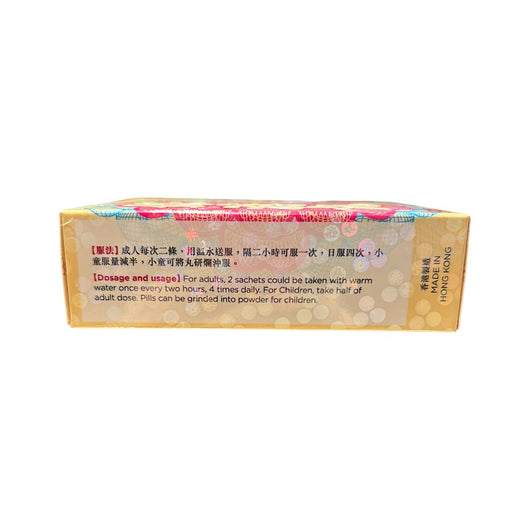 【服法】成人每次二條，用溫水送服，隔二小時可服一次，日服四次，小
童服量減半，小童可將丸研爛沖服。
[Dosage and usage] For adults, 2 sachets could be taken with warm
water once every two hours, 4 times daily. For Children, take half of
adult dose. Pills can be grinded into powder for children.
香港製造
MADE IN
HONG KONG